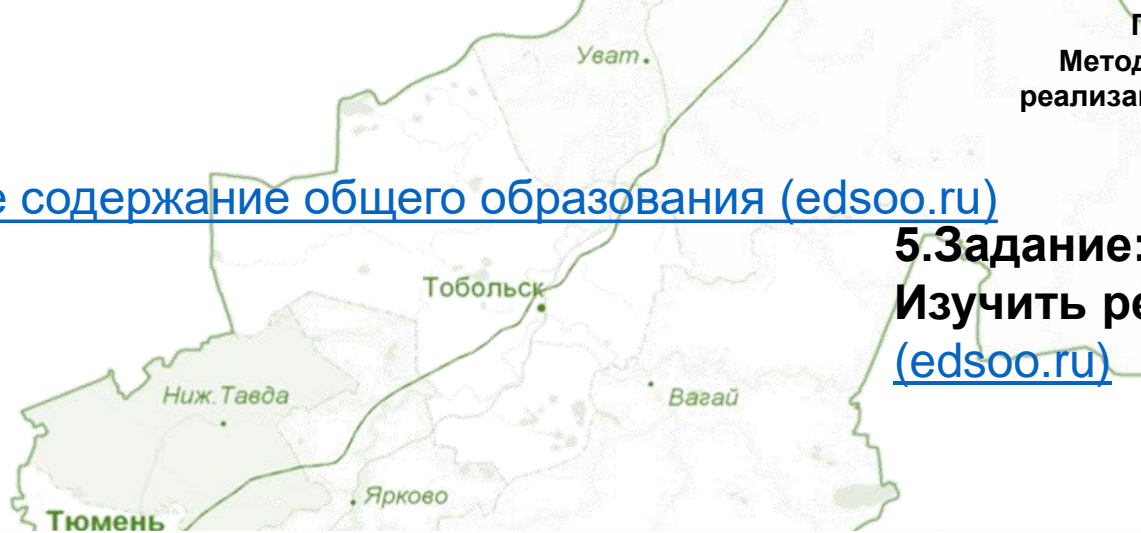 Уват
Метод
реализа
е содержание общего образования (edsoo.ru)
5.Задание:
Изучить ре
(edsoo.ru)
Тобольск
Ниж.Тавда
Вагай
Ярково
Тюмень